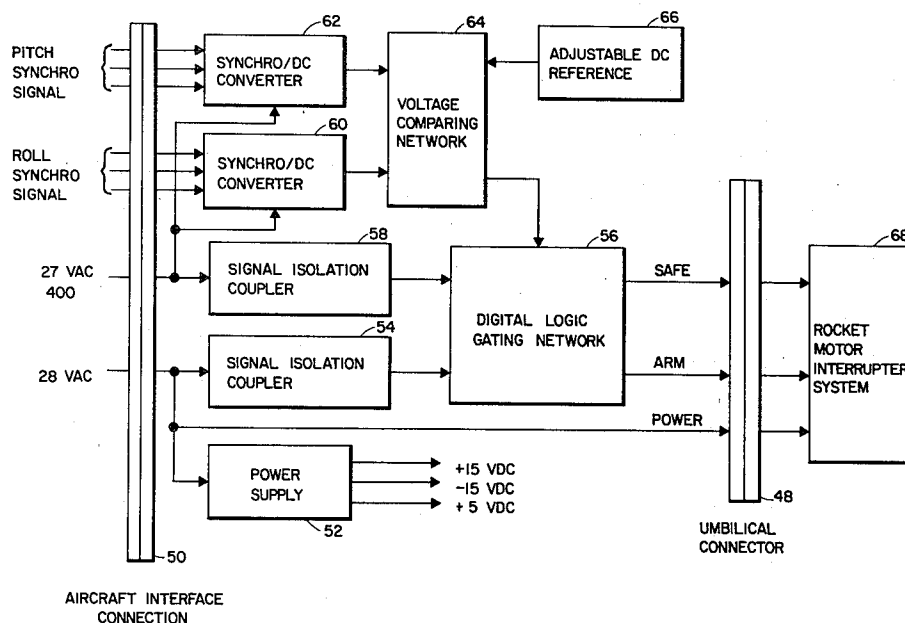 PITCH
SYNCHRO
SIGNAL
62
SYNCHRO/DC
CONVERTER
64
VOLTAGE
COMPARING
NETWORK
66
ADJUSTABLE DC
REFERENCE
ROLL
SYNCHRO
SIGNAL
60
SYNCHRO/DC
CONVERTER
27 VAC
400
58
SIGNAL ISOLATION
COUPLER
56
DIGITAL LOGIC
GATING NETWORK
SAFE
ARM
POWER
68
ROCKET
MOTOR
INTERRUPTER
SYSTEM
28 VAC
54
SIGNAL ISOLATION
COUPLER
POWER
SUPPLY
52
+15 VDC
-15 VDC
+5 VDC
48
UMBILICAL
CONNECTOR
50
AIRCRAFT INTERFACE
CONNECTION